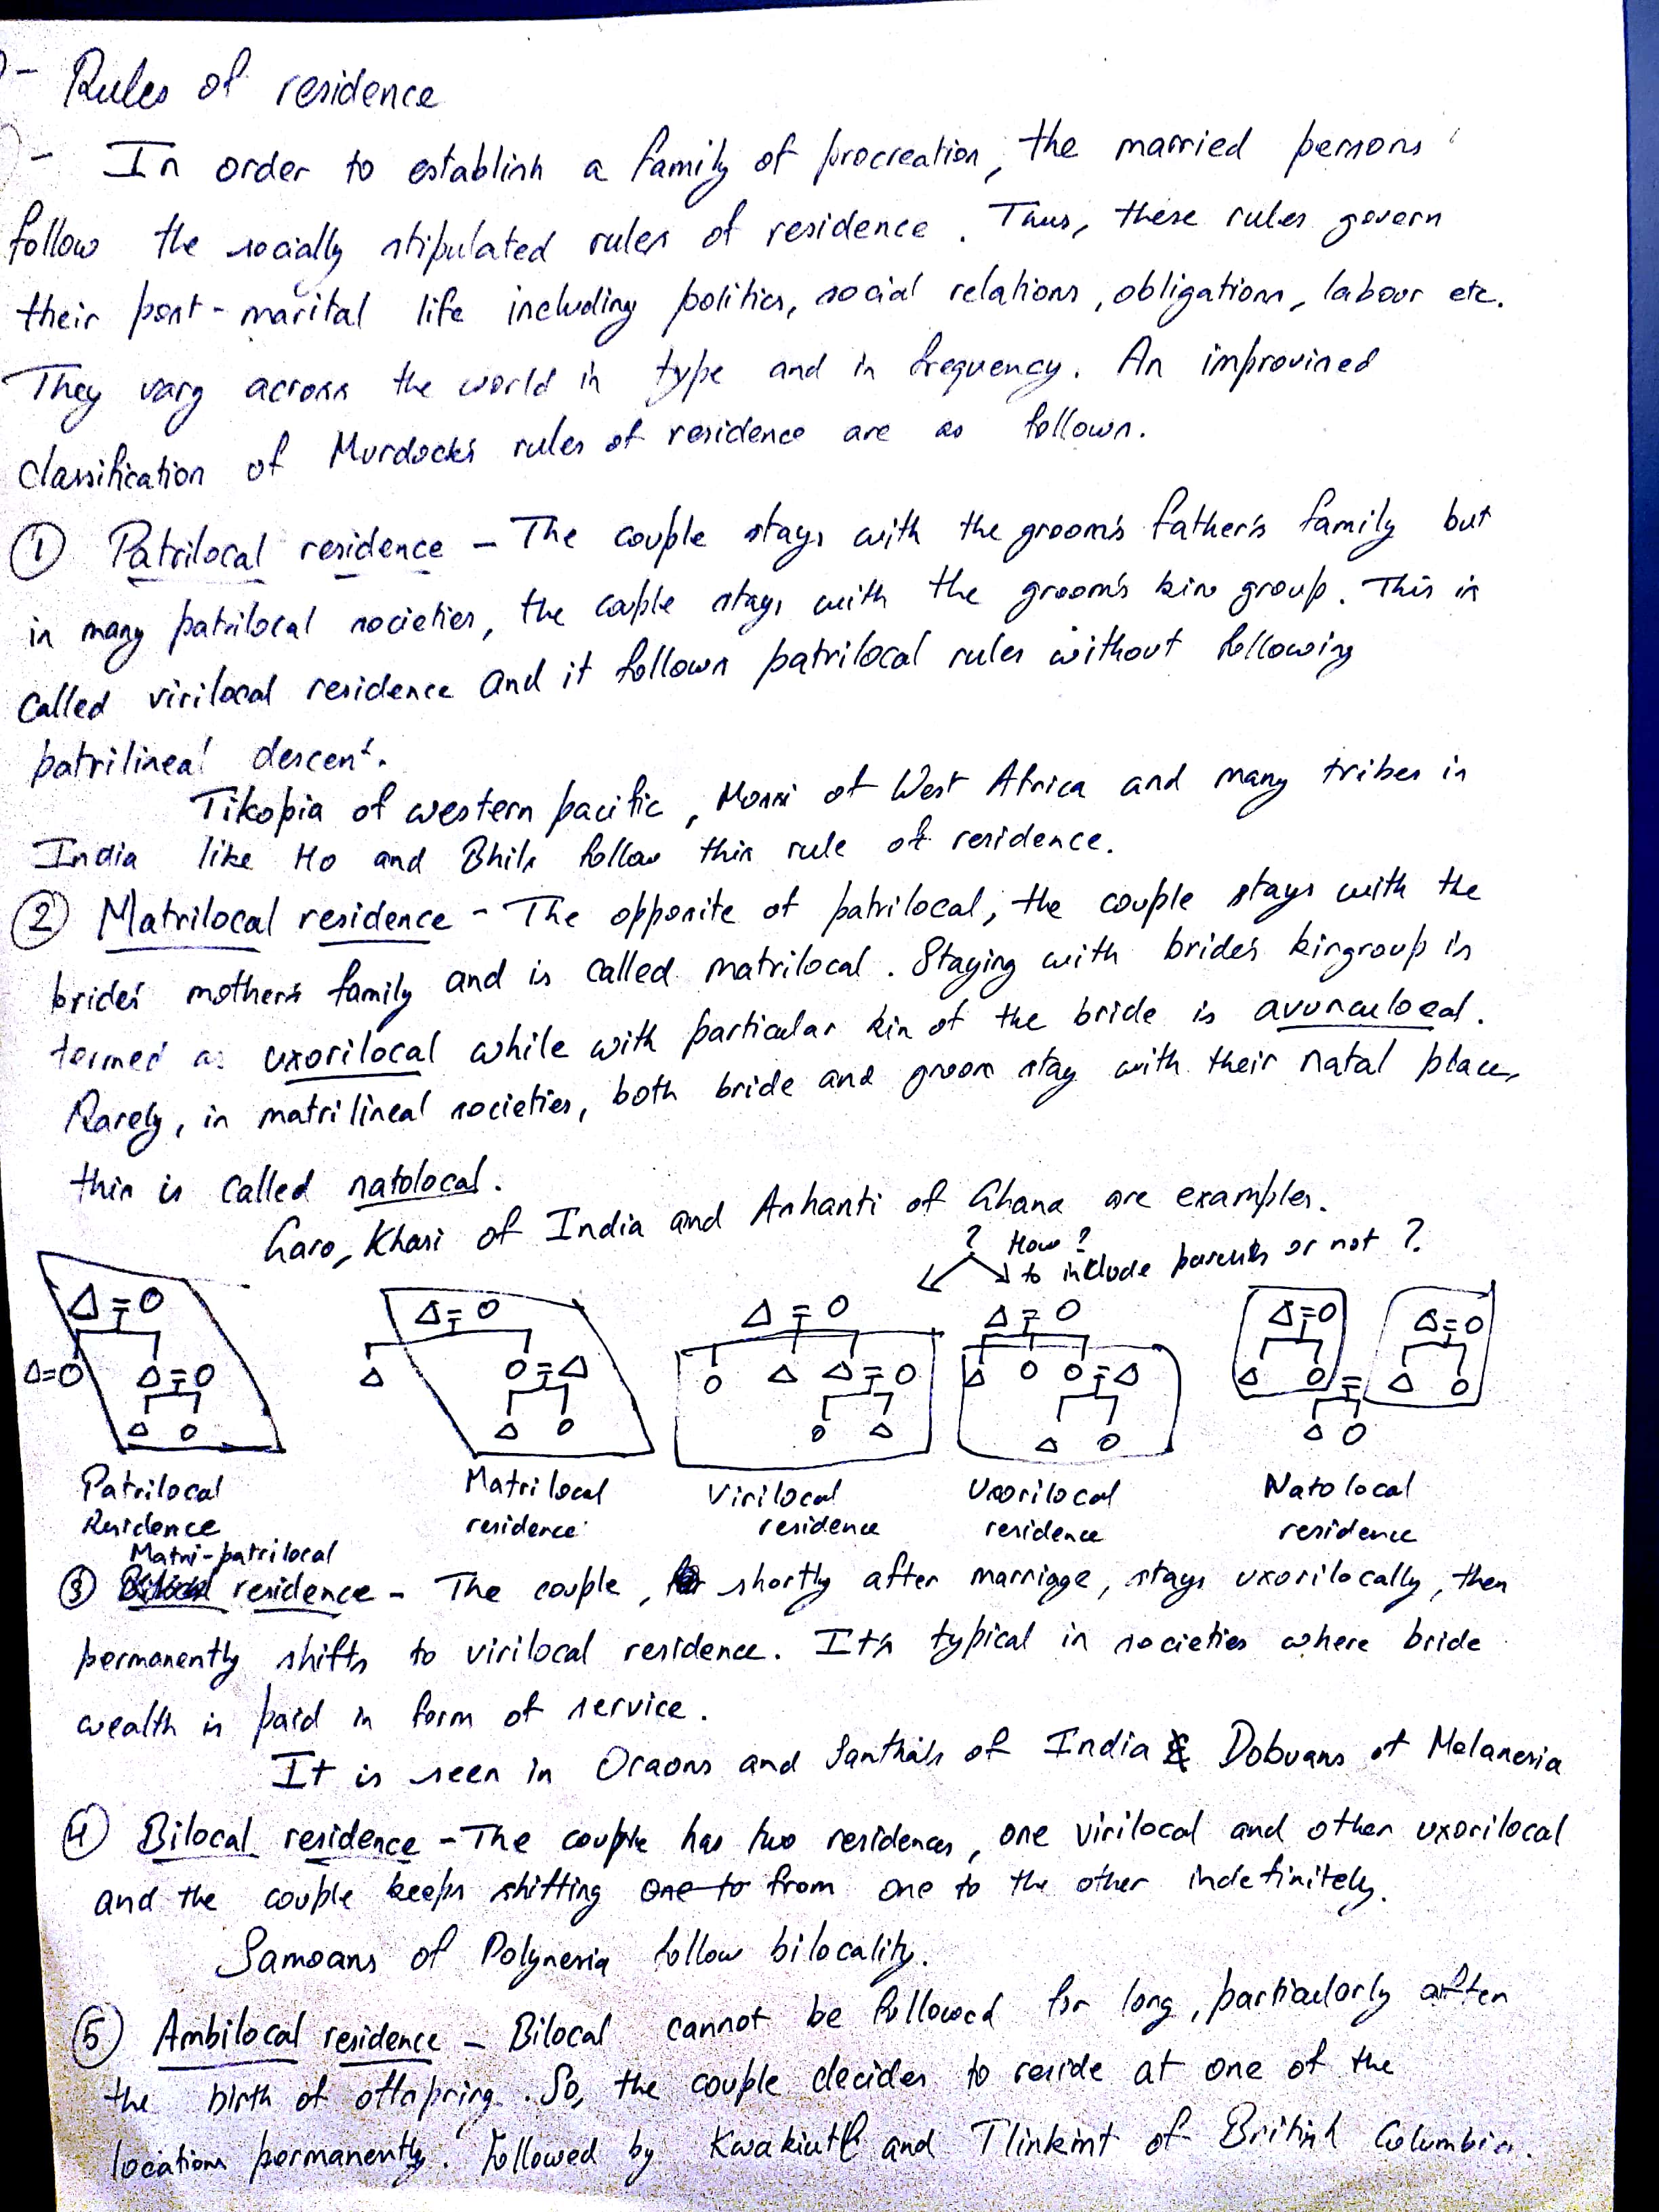 - Rules of residence
- In order to establish a family of procreation, the married persons
follow the socially stipulated rules of residence. Thus, these rules govern
their post-marital life including politics, social relations, obligations, labour etc.
They vary across the world in type and in frequency. An improvised
classification of Murdock's rules of residence are as follows.
① Patrilocal residence - The couple stays with the groom's father's family but
in many patrilocal societies, the couple stays with the groom's kin group. This is
called virilocal residence and it follows patrilocal rules without following
patrilineal descent.
Tikopia of western pacific, Mossi of West Africa and many tribes in
India like Ho and Bhils follow this rule of residence.
② Matrilocal residence - The opposite of patrilocal, the couple stays with the
brides' mother's family and is called matrilocal. Staying with bride's kingroup is
termed as uxorilocal while with particular kin of the bride is avunculocal.
Rarely, in matrilineal societies, both bride and groom stay with their natal place,
this is called natolocal.
Garo, Khasi of India and Ashanti of Ghana are examples.
? How?
to include parents or not?
Patrilocal Residence
Matrilocal residence
Virilocal residence
Uxorilocal residence
Natolocal residence
Matri-patrilocal
③ residence - The couple, shortly after marriage, stays uxorilocally, then
permanently shifts to virilocal residence. It's typical in societies where bride
wealth is paid in form of service.
It is seen in Oraons and Santhals of India & Dobuans of Melanesia
④ Bilocal residence - The couple has two residences, one virilocal and other uxorilocal
and the couple keeps shifting one to from one to the other indefinitely.
Samoans of Polynesia follow bilocality.
⑤ Ambilocal residence - Bilocal cannot be followed for long, particularly after
the birth of offspring. So, the couple decides to reside at one of the
locations permanently. Followed by Kwakiutl and Tlinkint of British Columbia.